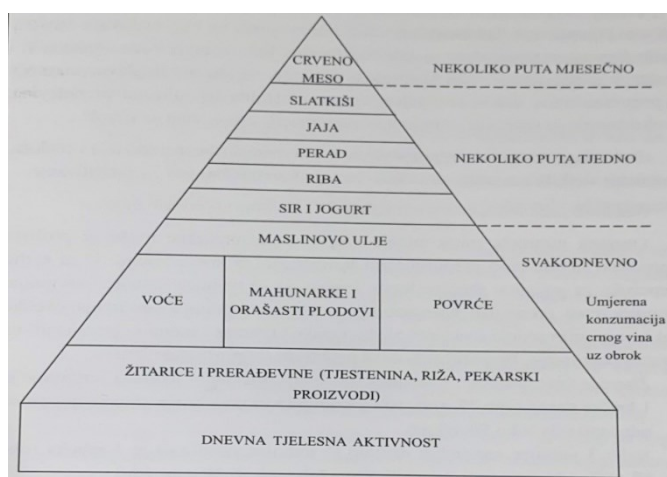 CRVENO
MESO
NEKOLIKO PUTA MJESEČNO
SLATKIŠI
JAJA
PERAD
NEKOLIKO PUTA TJEDNO
RIBA
SIR I JOGURT
MASLINOVO ULJE
SVAKODNEVNO
VOĆE
MAHUNARKE I
ORAŠASTI PLODOVI
POVRĆE
Umjerena
konzumacija
crnog vina
uz obrok
ŽITARICE I PRERAĐEVINE (TJESTENINA, RIŽA, PEKARSKI
PROIZVODI)
DNEVNA TJELESNA AKTIVNOST